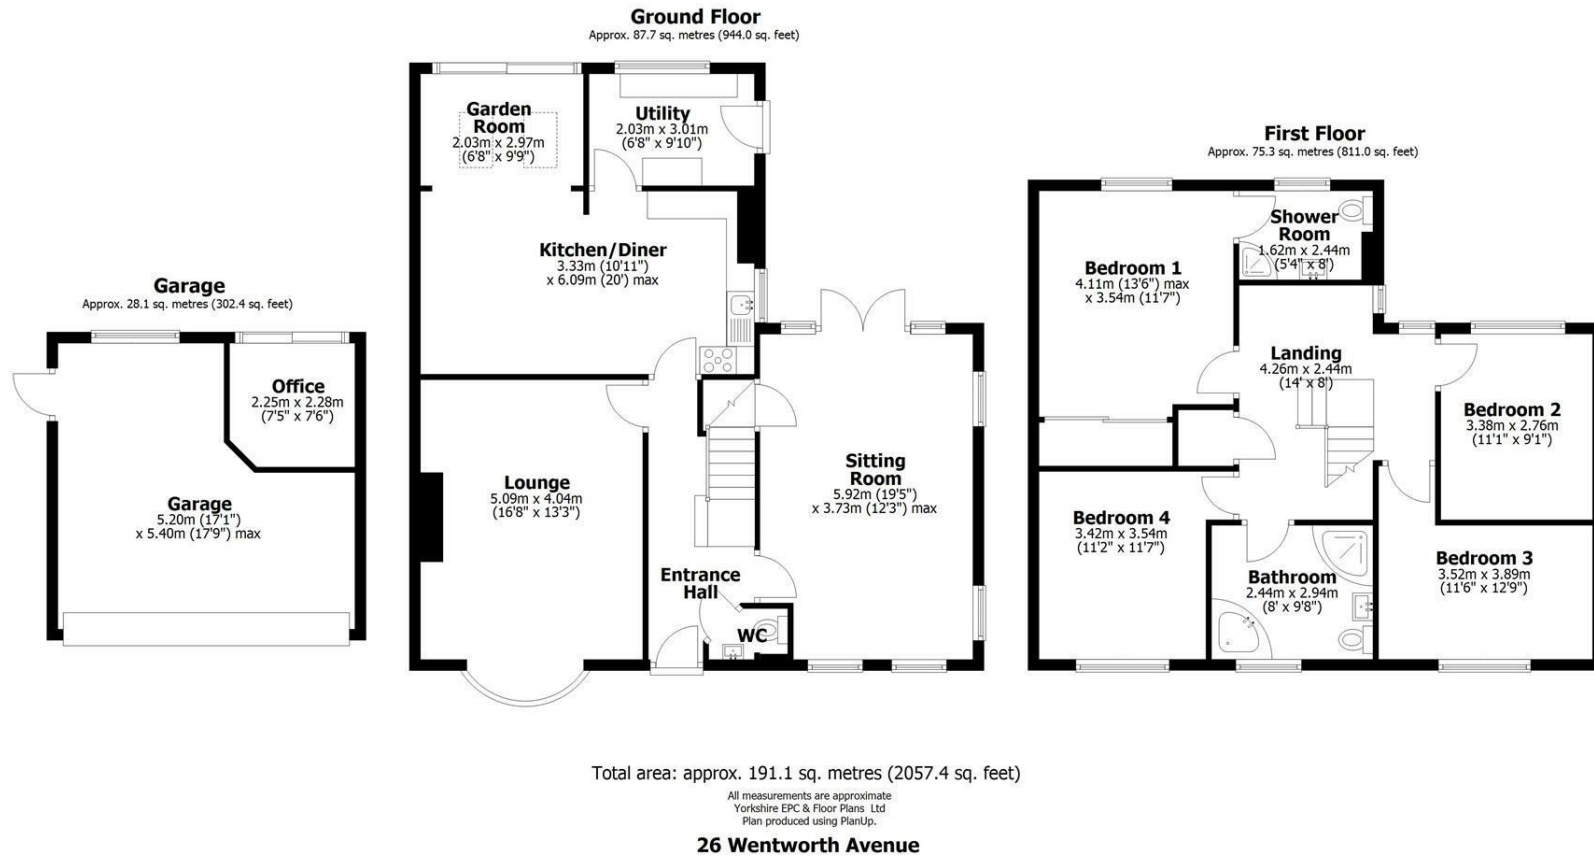 Ground Floor
Approx. 87.7 sq. metres (944.0 sq. feet)
Garden
Room
2.03m x 2.97m
(6'8" x 9'9")
Utility
2.03m x 3.01m
(6'8" x 9'10")
Kitchen/Diner
3.33m (10'11")
x 6.09m (20') max
Lounge
5.09m x 4.04m
(16'8" x 13'3")
Sitting
Room
5.92m (19'5")
x 3.73m (12'3") max
Entrance
Hall
WC
First Floor
Approx. 75.3 sq. metres (811.0 sq. feet)
Shower
Room
1.62m x 2.44m
(5'4" x 8')
Bedroom 1
4.11m (13'6") max
x 3.54m (11'7")
Landing
4.26m x 2.44m
(14' x 8')
Bedroom 2
3.38m x 2.76m
(11'1" x 9'1")
Bedroom 4
3.42m x 3.54m
(11'2" x 11'7")
Bathroom
2.44m x 2.94m
(8' x 9'8")
Bedroom 3
3.52m x 3.89m
(11'6" x 12'9")
Garage
Approx. 28.1 sq. metres (302.4 sq. feet)
Office
2.25m x 2.28m
(7'5" x 7'6")
Garage
5.20m (17'1")
x 5.40m (17'9") max
Total area: approx. 191.1 sq. metres (2057.4 sq. feet)
All measurements are approximate
Yorkshire EPC & Floor Plans Ltd
Plan produced using PlanUp.
26 Wentworth Avenue